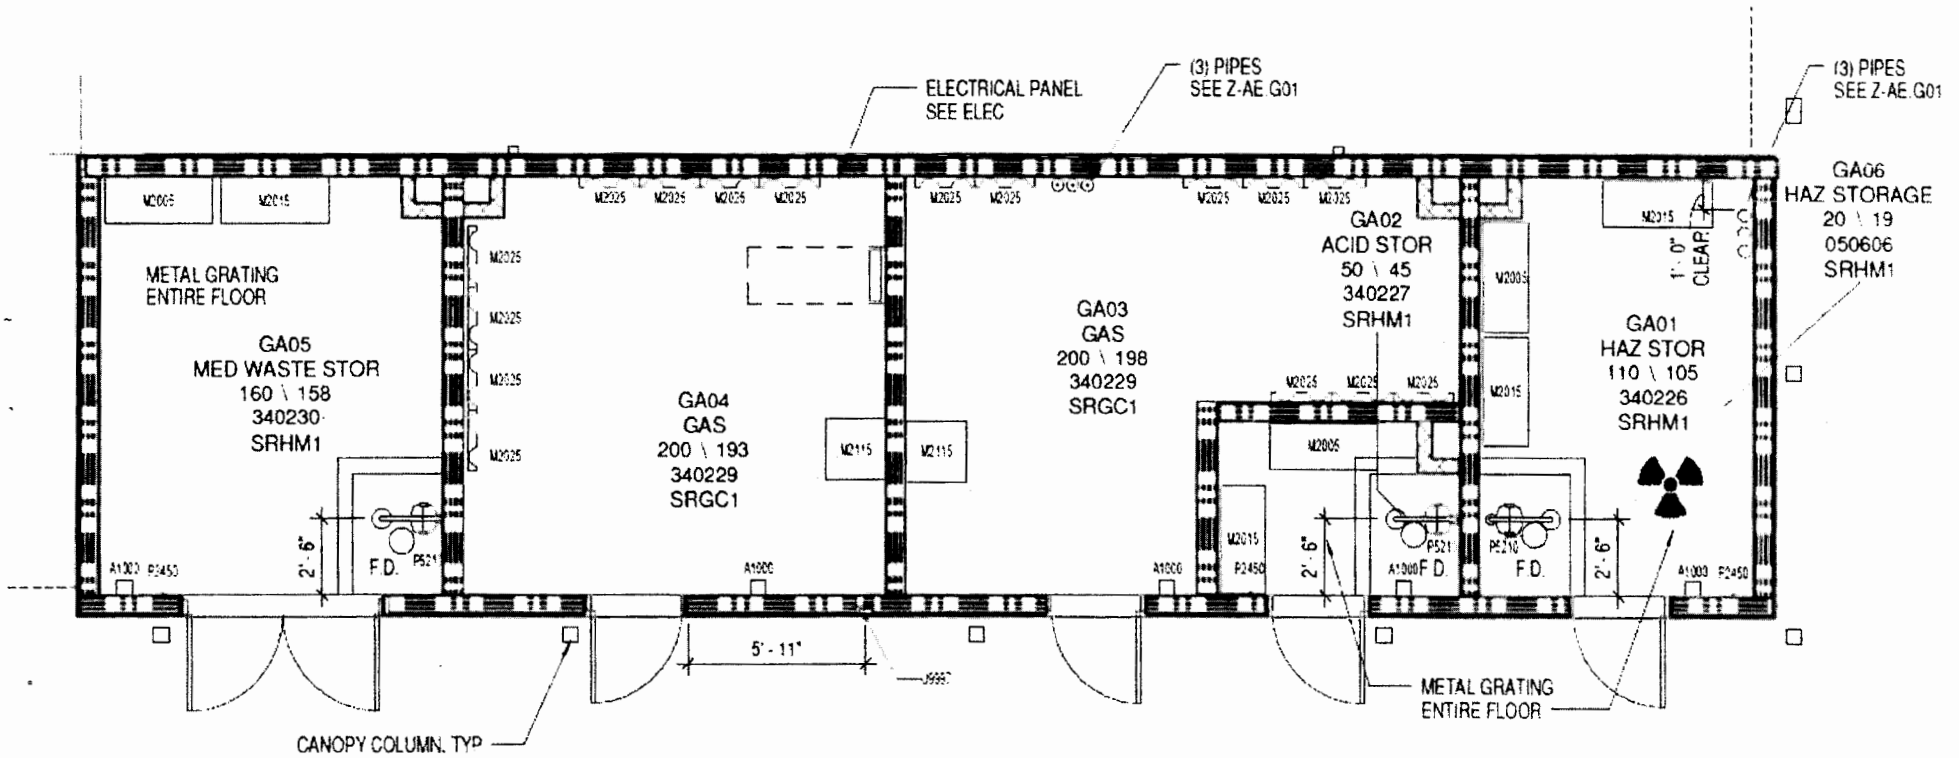 (3) PIPES
SEE Z-AE.G01
(3) PIPES
SEE Z-AE.G01
ELECTRICAL PANEL
SEE ELEC
GA06
HAZ STORAGE
20 \ 19
050606
SRHM1
M2005
M2015
M2025
M2025
M2025
M2025
M2025
M2025
M2025
M2025
M2025
M2015
GA02
ACID STOR
50 \ 45
340227
SRHM1
1'- 0"
CLEAR.
METAL GRATING
ENTIRE FLOOR
M2025
M2025
M2025
M2025
M2005
M2015
GA05
MED WASTE STOR
160 \ 158
340230
SRHM1
GA04
GAS
200 \ 193
340229
SRGC1
GA03
GAS
200 \ 198
340229
SRGC1
GA01
HAZ STOR
110 \ 105
340226
SRHM1
M2025
M2025
M2025
M2115
M2115
M2005
M2015
2'- 6"
F.D.
P521
A1000
P2450
A1000
A1000
P2450
2'- 6"
P521
A1000
F.D.
P5210
F.D.
2'- 6"
A1000
P2450
5'- 11"
METAL GRATING
ENTIRE FLOOR
CANOPY COLUMN, TYP